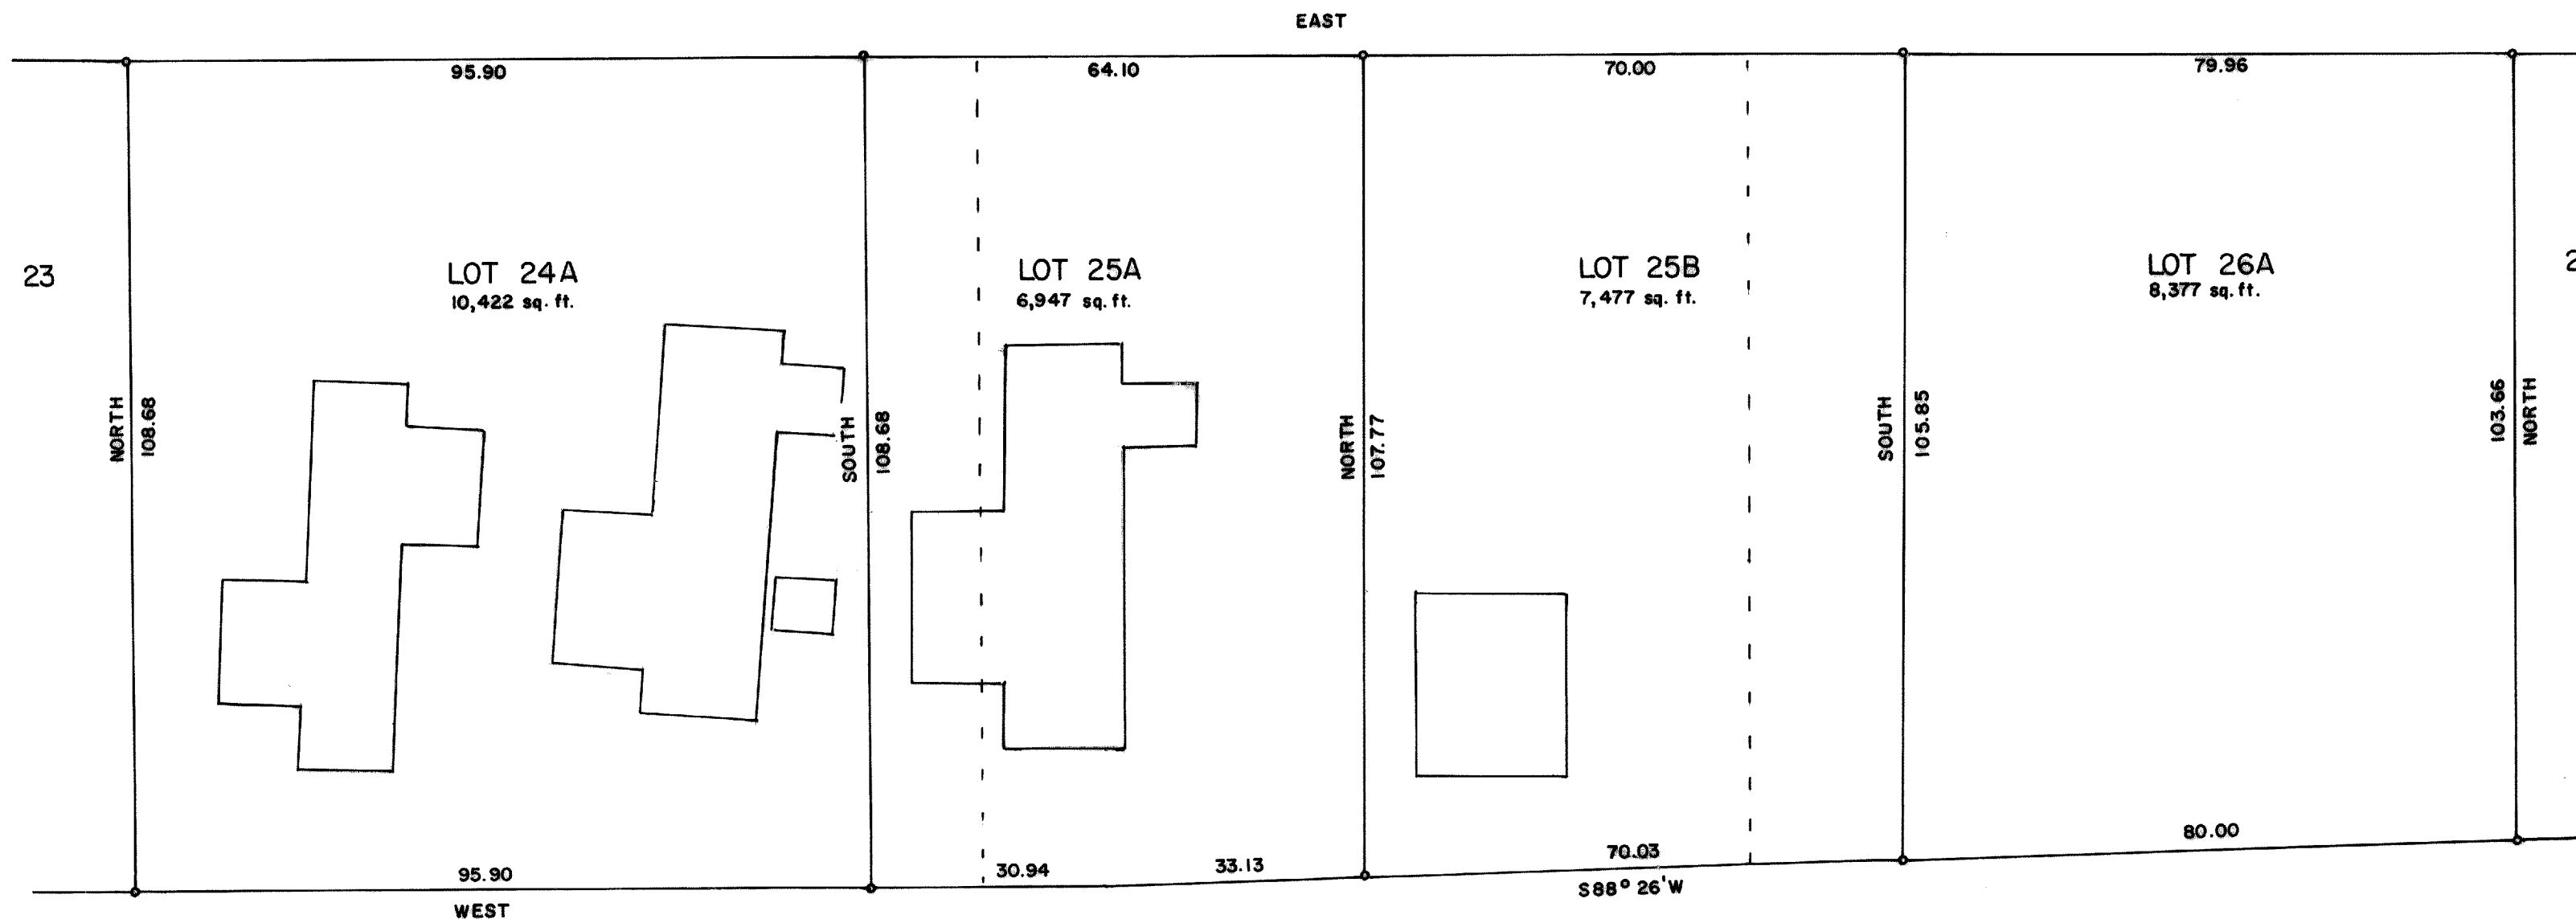 EAST
95.90
64.10
70.00
79.96
23
LOT 24A
10,422 sq. ft.
LOT 25A
6,947 sq. ft.
LOT 25B
7,477 sq. ft.
LOT 26A
8,377 sq. ft.
2
NORTH
108.68
SOUTH
108.68
NORTH
107.77
SOUTH
105.85
103.66
NORTH
95.90
30.94
33.13
70.03
80.00
WEST
S88° 26'W